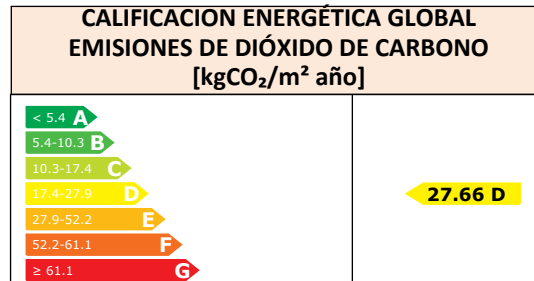 CALIFICACION ENERGÉTICA GLOBAL
EMISIONES DE DIÓXIDO DE CARBONO
[kgCO₂/m² año]
< 5.4 A
5.4-10.3 B
10.3-17.4 C
17.4-27.9 D
27.66 D
27.9-52.2 E
52.2-61.1 F
≥ 61.1 G